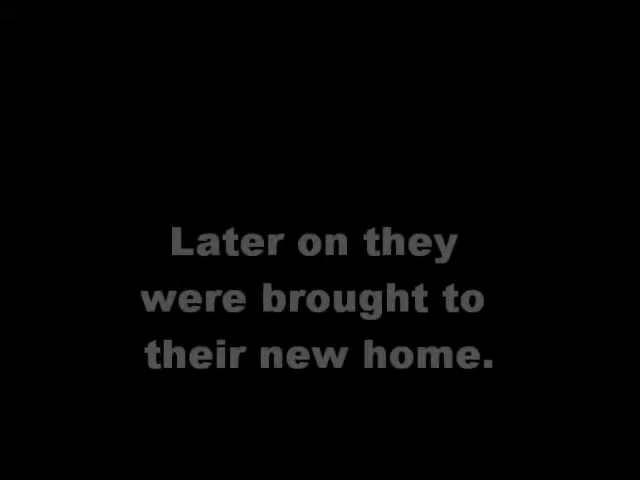 Later on they
were brought to
their new home.